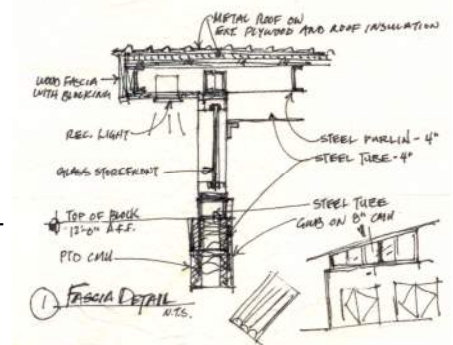 METAL ROOF ON
EXT. PLYWOOD AND ROOF INSULATION
WOOD FASCIA
WITH BLOCKING
REC. LIGHT
STEEL PURLIN - 4"
STEEL TUBE - 4"
GLASS STOREFRONT
STEEL TUBE
TOP OF BLOCK
12'-0" A.F.F.
ON 8" CMU
PTD CMU
1 FASCIA DETAIL
N.T.S.